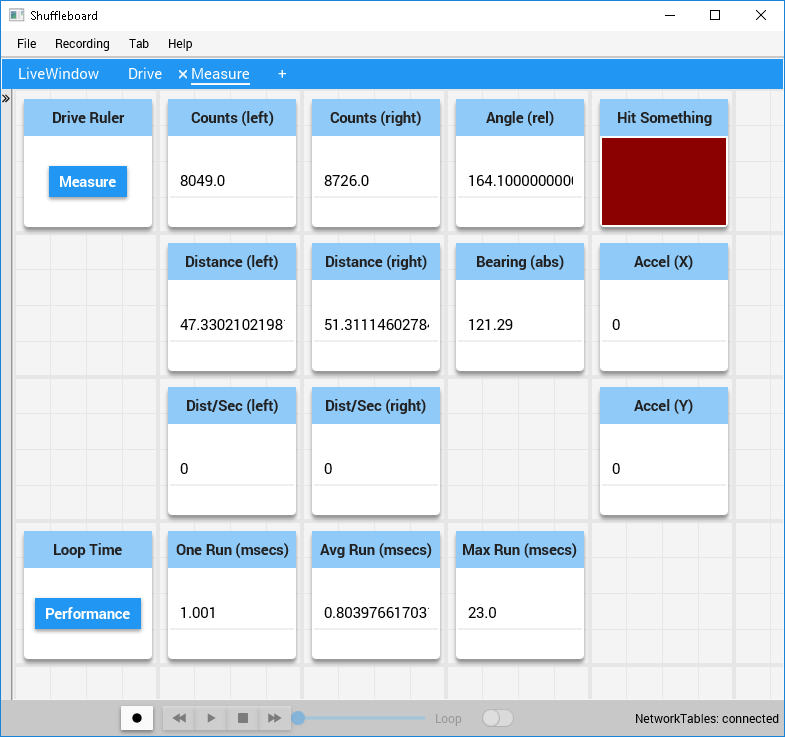 Shuffleboard
File Recording Tab Help
LiveWindow Drive × Measure +
»
Drive Ruler Counts (left) Counts (right) Angle (rel) Hit Something
Measure 8049.0 8726.0 164.1000000000
Distance (left) Distance (right) Bearing (abs) Accel (X)
47.3302102198 51.3111460278 121.29 0
Dist/Sec (left) Dist/Sec (right) Accel (Y)
0 0 0
Loop Time One Run (msecs) Avg Run (msecs) Max Run (msecs)
Performance 1.001 0.80397661703 23.0
Loop NetworkTables: connected